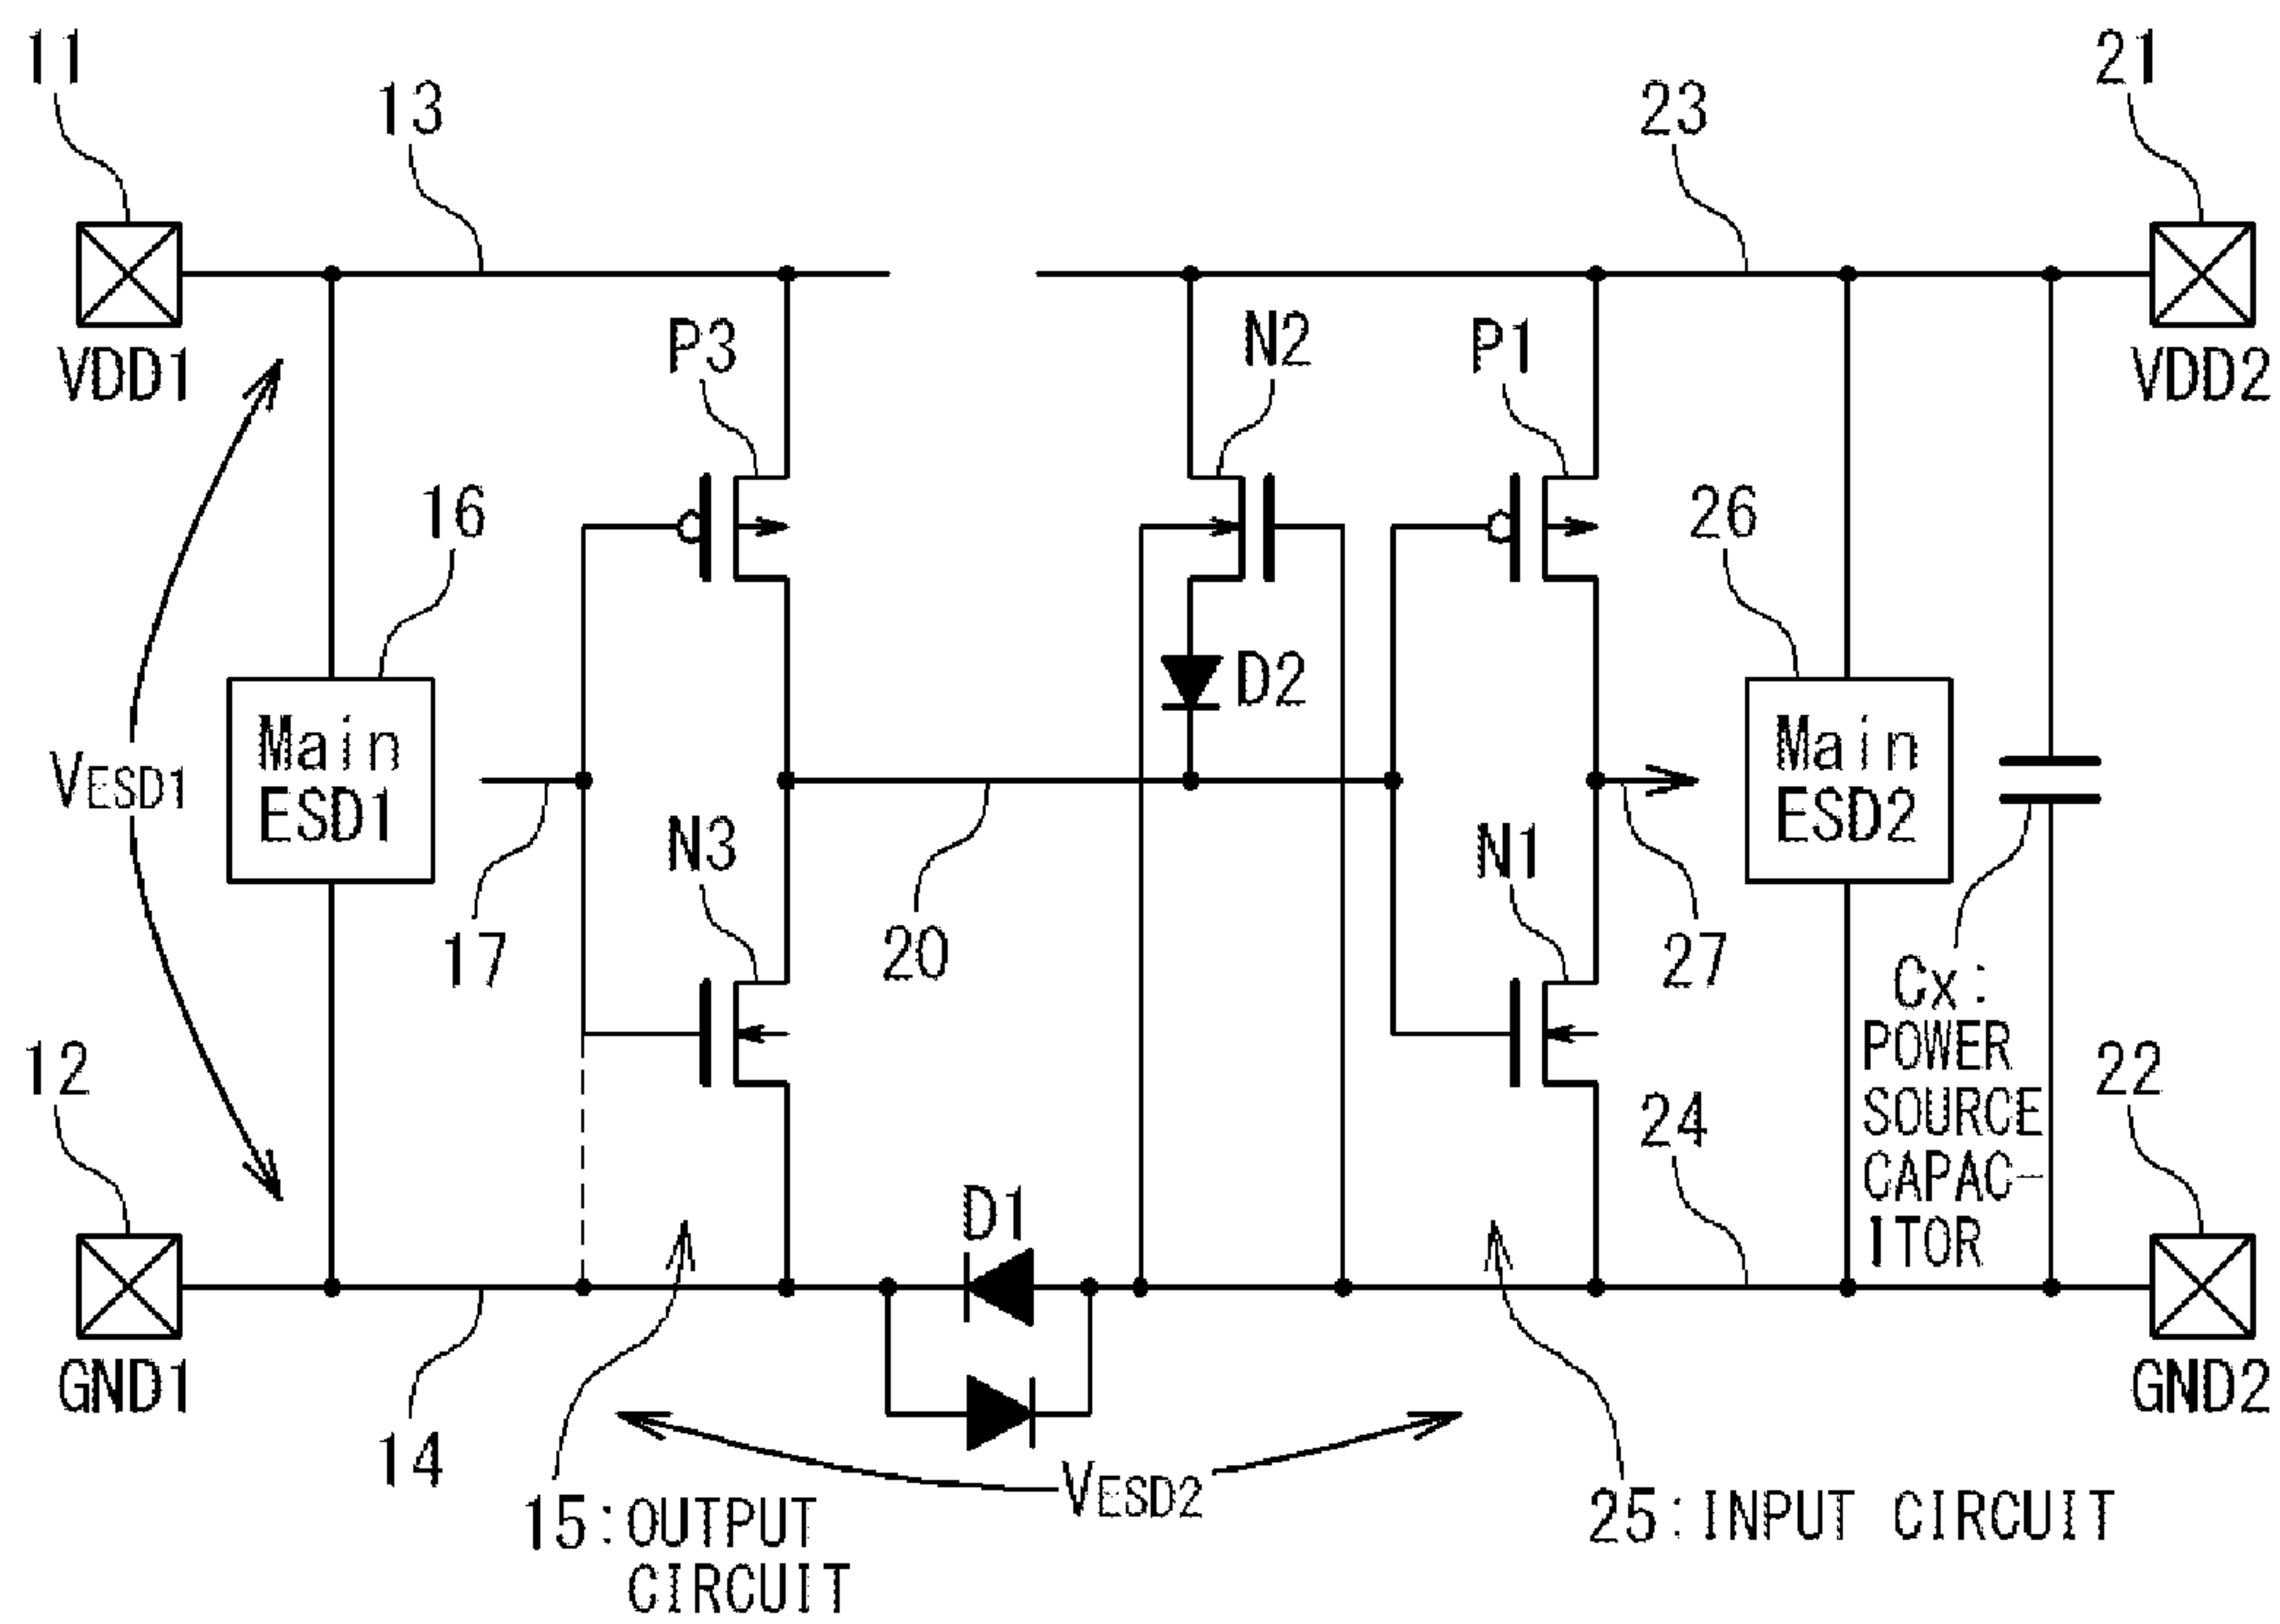 11
13
23
21
VDD1
P3
N2
P1
VDD2
16
26
Main
ESD1
D2
Main
ESD2
VESD1
N3
N1
17
20
27
Cx:
POWER
SOURCE
CAPAC-
ITOR
12
22
24
D1
GND1
GND2
14
VESD2
15:OUTPUT
CIRCUIT
25:INPUT CIRCUIT